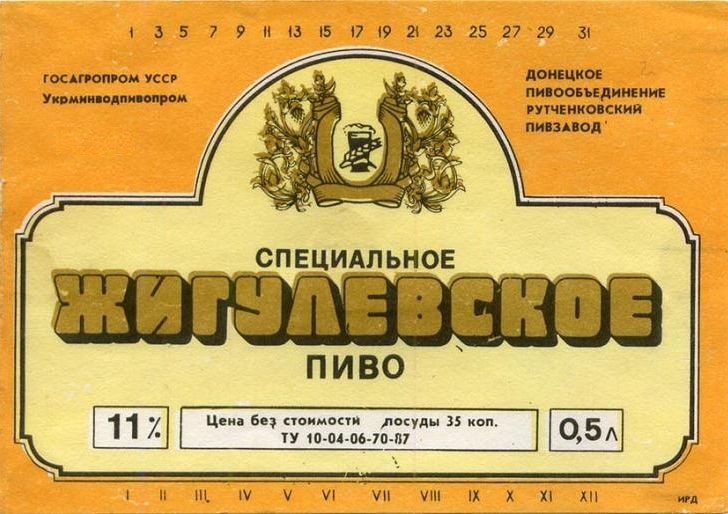 1 3 5 7 9 11 13 15 17 19 21 23 25 27 29 31
ГОСАГРОПРОМ УССР
Укрминводпивопром
ДОНЕЦКОЕ
ПИВООБЪЕДИНЕНИЕ
РУТЧЕНКОВСКИЙ
ПИВЗАВОД
СПЕЦИАЛЬНОЕ
ЖИГУЛЕВСКОЕ
ПИВО
11%
Цена без стоимости посуды 35 коп.
ТУ 10-04-06-70-87
0,5л
I II III IV V VI VII VIII IX X XI XII
ИРД